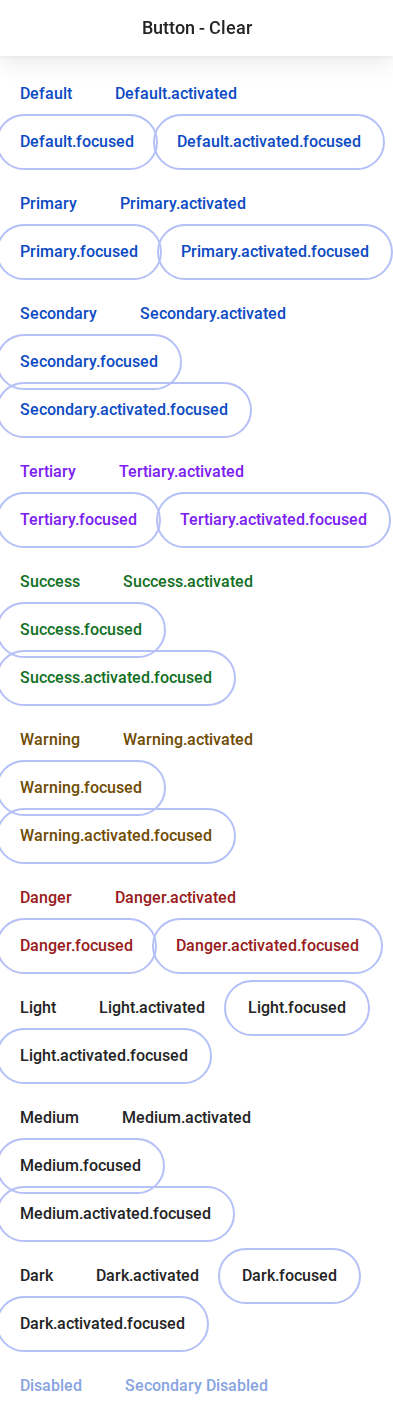 Button - Clear
Default Default.activated
Default.focused Default.activated.focused
Primary Primary.activated
Primary.focused Primary.activated.focused
Secondary Secondary.activated
Secondary.focused
Secondary.activated.focused
Tertiary Tertiary.activated
Tertiary.focused Tertiary.activated.focused
Success Success.activated
Success.focused
Success.activated.focused
Warning Warning.activated
Warning.focused
Warning.activated.focused
Danger Danger.activated
Danger.focused Danger.activated.focused
Light Light.activated Light.focused
Light.activated.focused
Medium Medium.activated
Medium.focused
Medium.activated.focused
Dark Dark.activated Dark.focused
Dark.activated.focused
Disabled Secondary Disabled